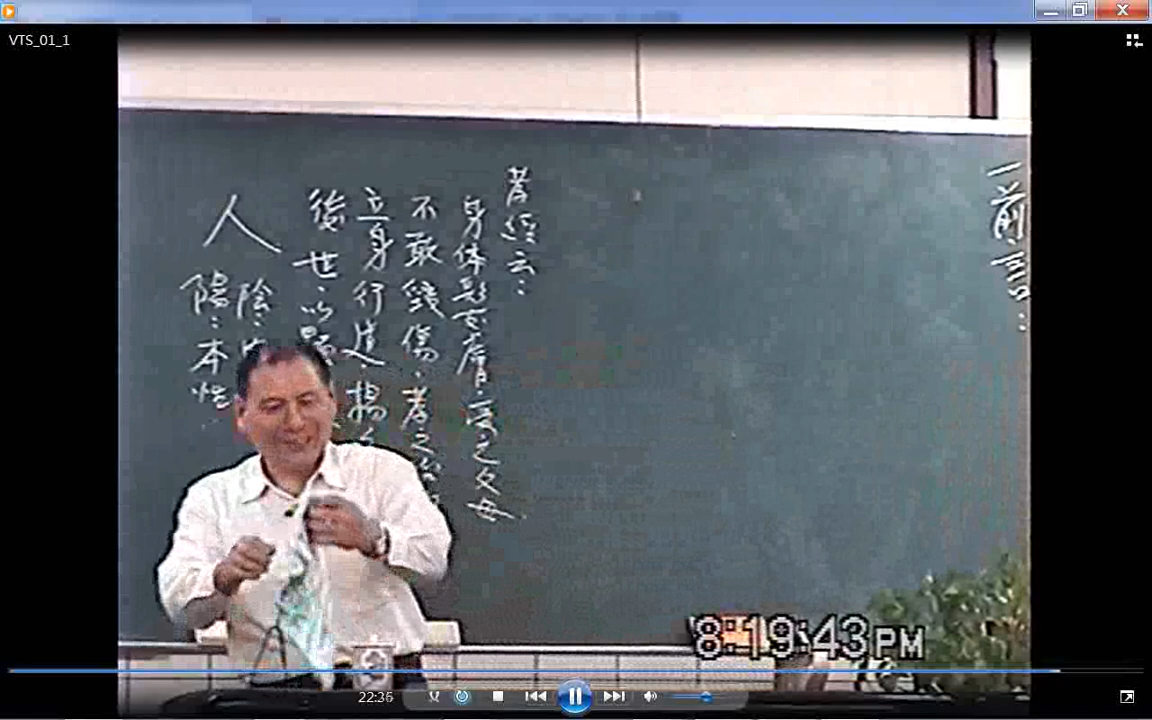 VTS_01_1
一前言:
孝經云:
身体髮膚.受之父母.
不敢毀傷.孝之
立身行道.揚
後世.以顯
人
陰:
陽:本性
8:19:43 PM
22:36